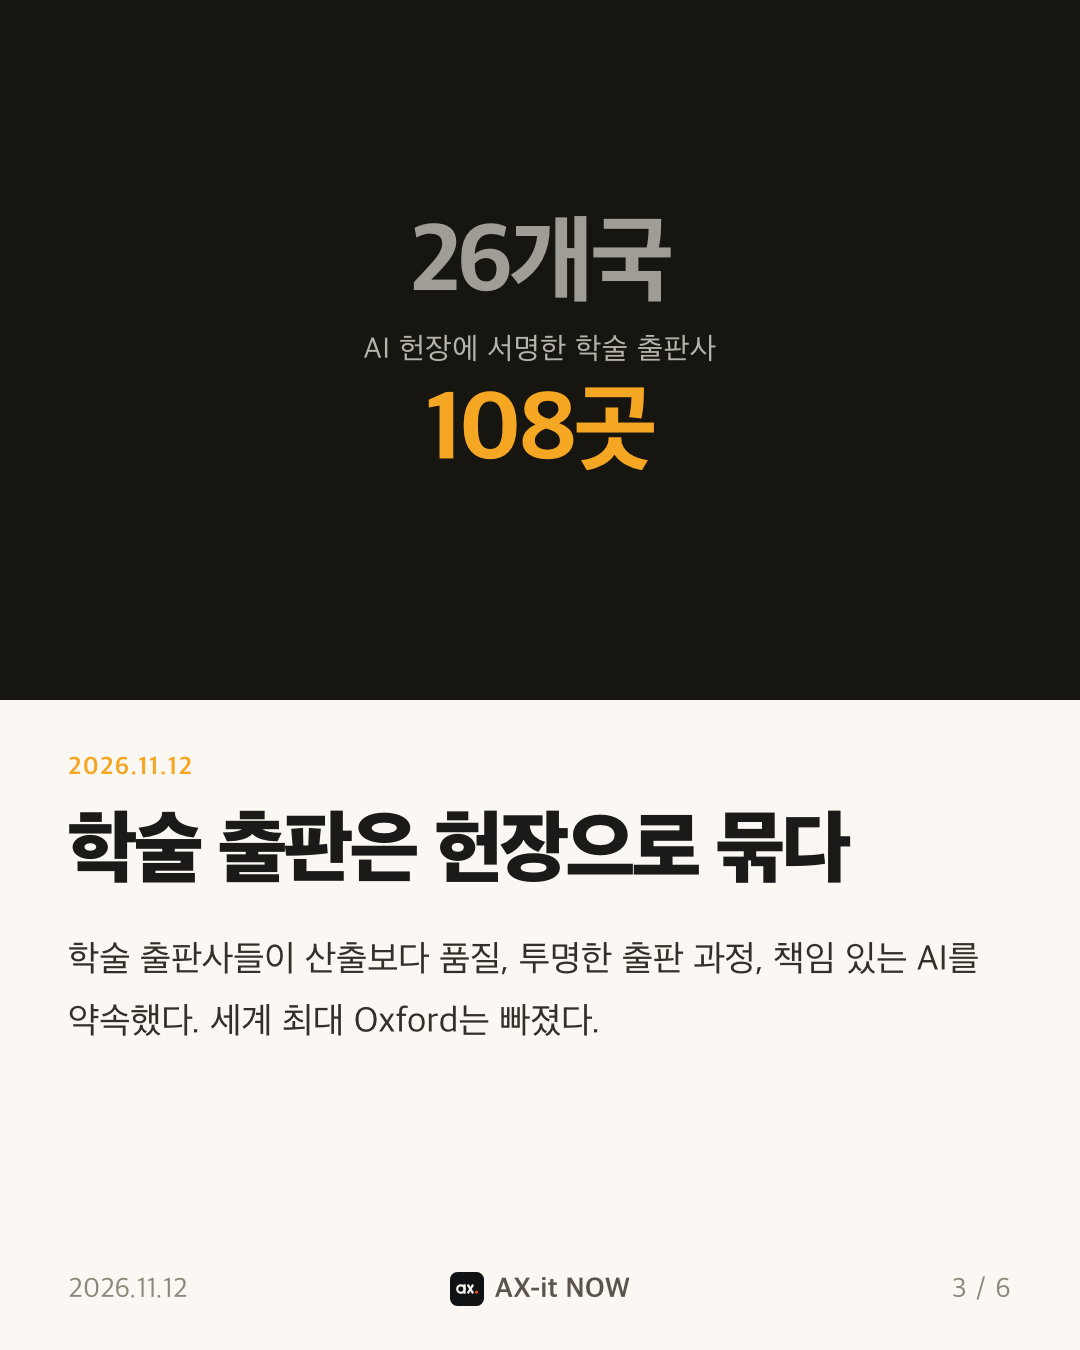 26개국
AI 헌장에 서명한 학술 출판사
108곳
2026.11.12
학술 출판은 헌장으로 묶다
학술 출판사들이 산출보다 품질, 투명한 출판 과정, 책임 있는 AI를
약속했다. 세계 최대 Oxford는 빠졌다.
2026.11.12
ax. AX-it NOW
3 / 6